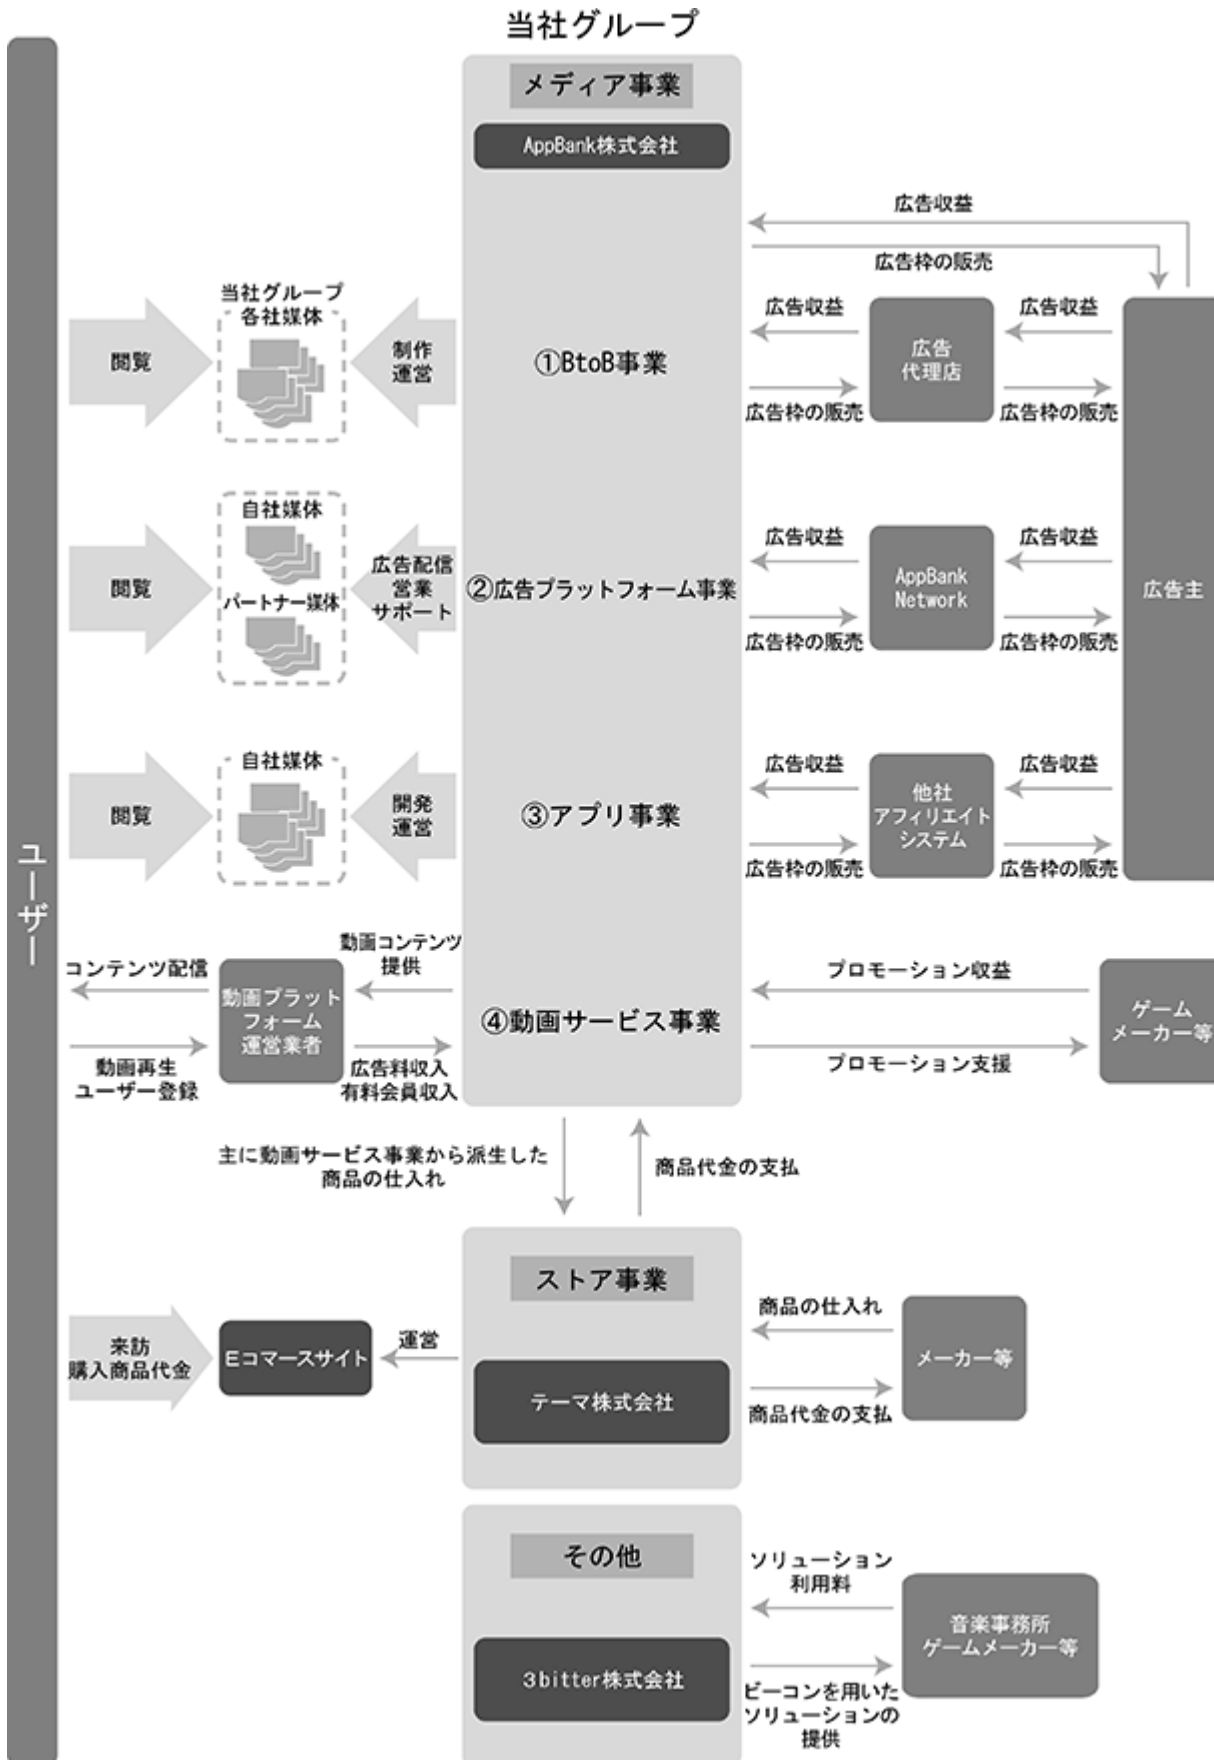 当社グループ
メディア事業
AppBank株式会社
広告収益
広告枠の販売
当社グループ
各社媒体
閲覧
制作
運営
①BtoB事業
広告収益
広告枠の販売
広告
代理店
広告収益
広告枠の販売
自社媒体
パートナー媒体
閲覧
広告配信
営業
サポート
②広告プラットフォーム事業
広告収益
広告枠の販売
AppBank
Network
広告収益
広告枠の販売
広告主
自社媒体
閲覧
開発
運営
③アプリ事業
広告収益
広告枠の販売
他社
アフィリエイト
システム
広告収益
広告枠の販売
ユーザー
コンテンツ配信
動画再生
ユーザー登録
動画プラット
フォーム
運営業者
動画コンテンツ
提供
広告料収入
有料会員収入
④動画サービス事業
プロモーション収益
プロモーション支援
ゲーム
メーカー等
主に動画サービス事業から派生した
商品の仕入れ
商品代金の支払
ストア事業
来訪
購入商品代金
Eコマースサイト
運営
テーマ株式会社
商品の仕入れ
商品代金の支払
メーカー等
その他
3bitter株式会社
ソリューション
利用料
ビーコンを用いた
ソリューションの
提供
音楽事務所
ゲームメーカー等